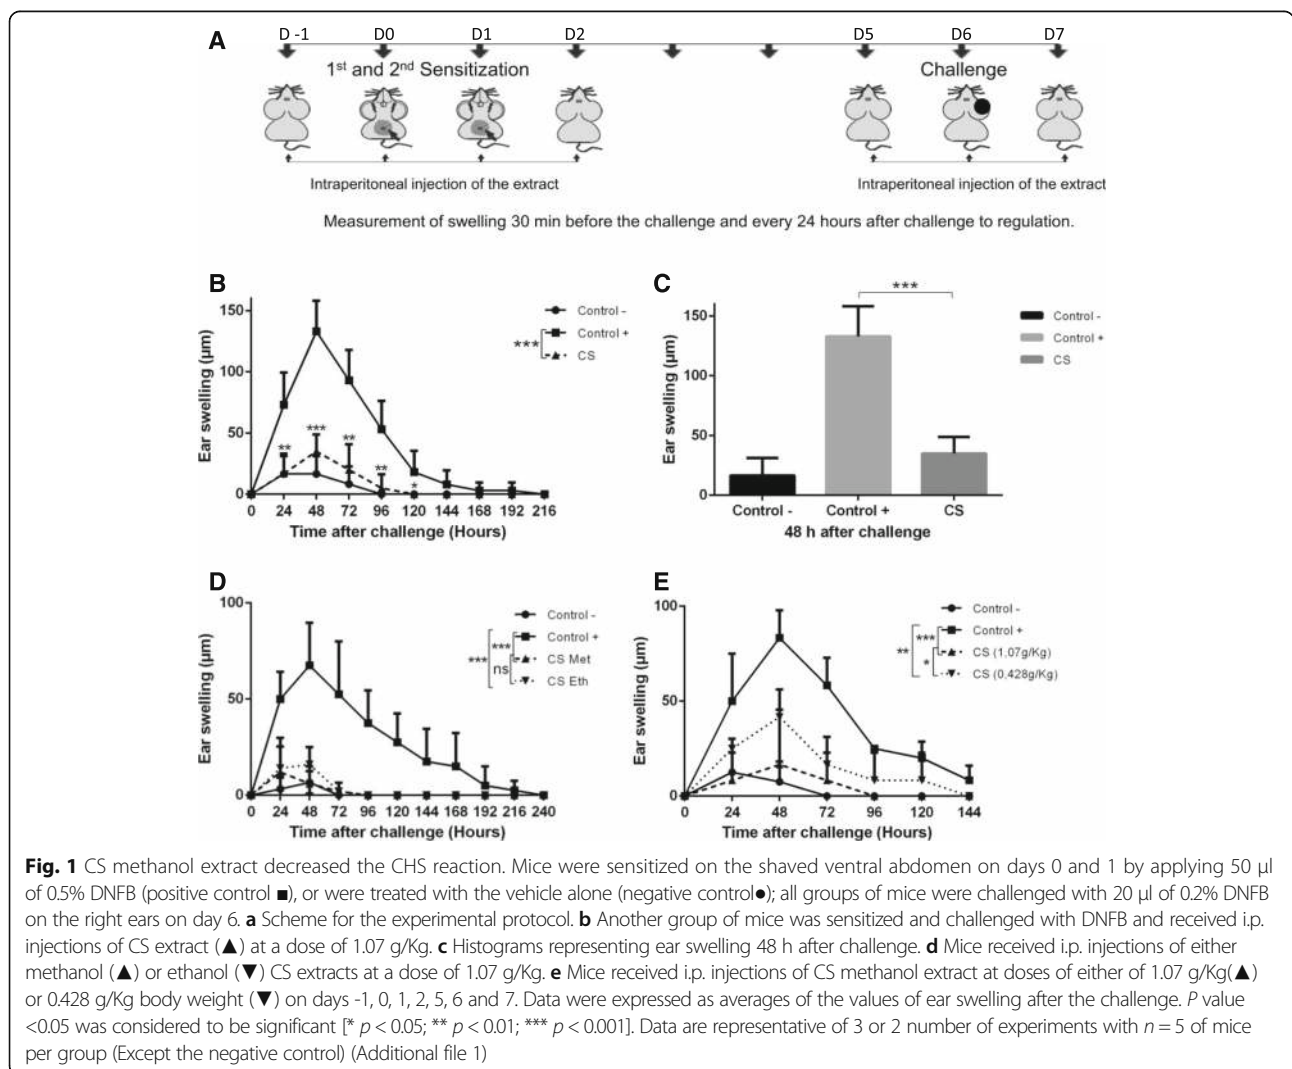 A
D -1 D0 D1 D2 D5 D6 D7
1st and 2nd Sensitization Challenge
Intraperitoneal injection of the extract Intraperitoneal injection of the extract
Measurement of swelling 30 min before the challenge and every 24 hours after challenge to regulation.
B
Ear swelling (µm)
150
100
50
0
0 24 48 72 96 120 144 168 192 216
Time after challenge (Hours)
** *** ** ** *
Control -
Control +
CS
***
C
Ear swelling (µm)
150
100
50
0
***
Control - Control + CS
48 h after challenge
Control -
Control +
CS
D
Ear swelling (µm)
100
50
0
0 24 48 72 96 120 144 168 192 216 240
Time after challenge (Hours)
Control -
Control +
CS Met
CS Eth
*** *** ns
E
Ear swelling (µm)
100
50
0
0 24 48 72 96 120 144
Time after challenge (Hours)
Control -
Control +
CS (1.07g/Kg)
CS (0.428g/Kg)
** *** *
Fig. 1 CS methanol extract decreased the CHS reaction. Mice were sensitized on the shaved ventral abdomen on days 0 and 1 by applying 50 μl
of 0.5% DNFB (positive control ■), or were treated with the vehicle alone (negative control●); all groups of mice were challenged with 20 μl of 0.2% DNFB
on the right ears on day 6. a Scheme for the experimental protocol. b Another group of mice was sensitized and challenged with DNFB and received i.p.
injections of CS extract (▲) at a dose of 1.07 g/Kg. c Histograms representing ear swelling 48 h after challenge. d Mice received i.p. injections of either
methanol (▲) or ethanol (▼) CS extracts at a dose of 1.07 g/Kg. e Mice received i.p. injections of CS methanol extract at doses of either of 1.07 g/Kg(▲)
or 0.428 g/Kg body weight (▼) on days -1, 0, 1, 2, 5, 6 and 7. Data were expressed as averages of the values of ear swelling after the challenge. P value
<0.05 was considered to be significant [* p < 0.05; ** p < 0.01; *** p < 0.001]. Data are representative of 3 or 2 number of experiments with n = 5 of mice
per group (Except the negative control) (Additional file 1)